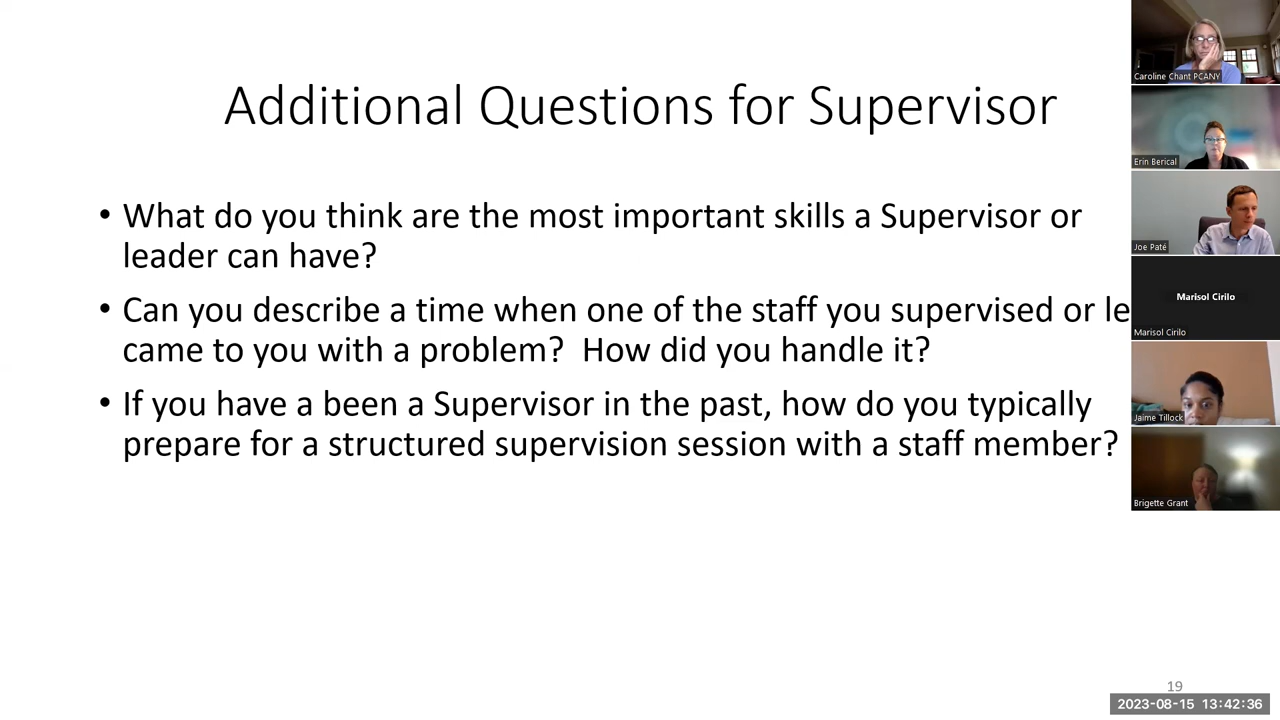 Additional Questions for Supervisor
• What do you think are the most important skills a Supervisor or
leader can have?
• Can you describe a time when one of the staff you supervised or le
came to you with a problem?  How did you handle it?
• If you have a been a Supervisor in the past, how do you typically
prepare for a structured supervision session with a staff member?
Caroline Chant PCANY
Erin Berical
Joe Paté
Marisol Cirilo
Marisol Cirilo
Jaime Tillock
Brigette Grant
19
2023-08-15 13:42:36